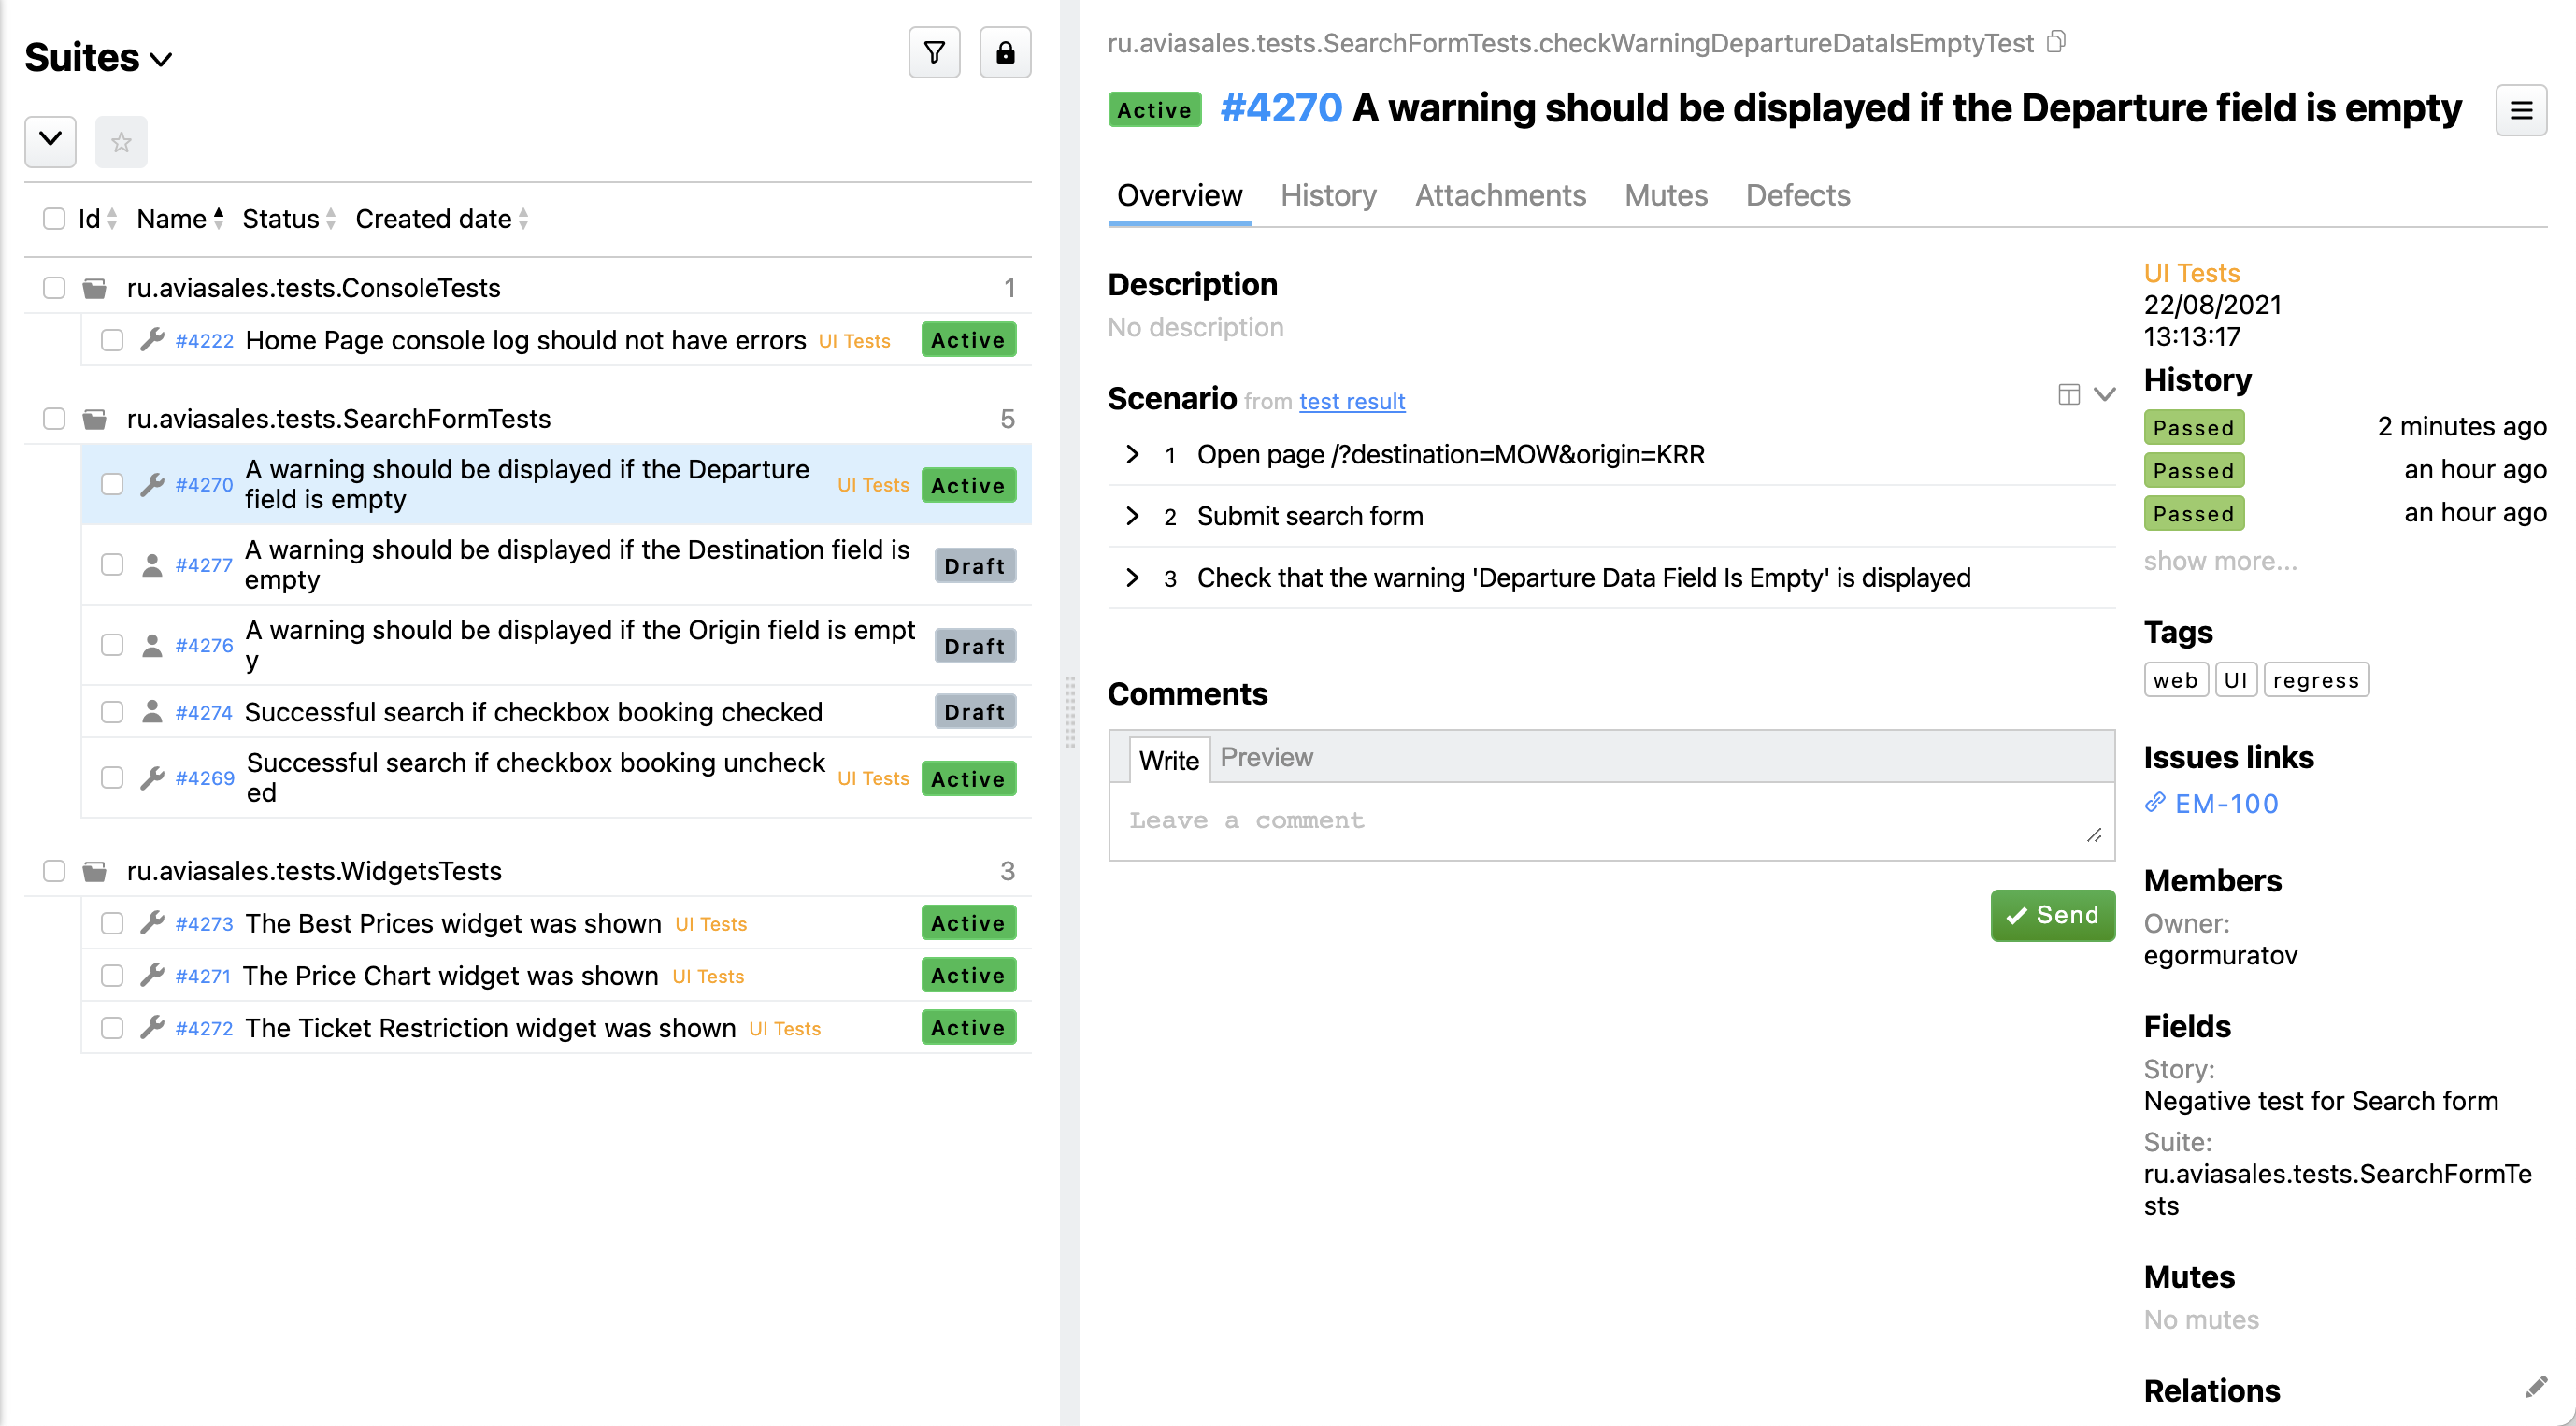 Suites
Id Name Status Created date
ru.aviasales.tests.ConsoleTests 1
#4222 Home Page console log should not have errors UI Tests Active
ru.aviasales.tests.SearchFormTests 5
#4270 A warning should be displayed if the Departure
field is empty UI Tests Active
#4277 A warning should be displayed if the Destination field is
empty Draft
#4276 A warning should be displayed if the Origin field is empt
y Draft
#4274 Successful search if checkbox booking checked Draft
#4269 Successful search if checkbox booking uncheck
ed UI Tests Active
ru.aviasales.tests.WidgetsTests 3
#4273 The Best Prices widget was shown UI Tests Active
#4271 The Price Chart widget was shown UI Tests Active
#4272 The Ticket Restriction widget was shown UI Tests Active
ru.aviasales.tests.SearchFormTests.checkWarningDepartureDataIsEmptyTest
Active #4270 A warning should be displayed if the Departure field is empty
Overview History Attachments Mutes Defects
Description
No description
Scenario from test result
1 Open page /?destination=MOW&origin=KRR
2 Submit search form
3 Check that the warning 'Departure Data Field Is Empty' is displayed
Comments
Write Preview
Leave a comment
Send
UI Tests
22/08/2021
13:13:17
History
Passed 2 minutes ago
Passed an hour ago
Passed an hour ago
show more...
Tags
web UI regress
Issues links
EM-100
Members
Owner:
egormuratov
Fields
Story:
Negative test for Search form
Suite:
ru.aviasales.tests.SearchFormTe
sts
Mutes
No mutes
Relations